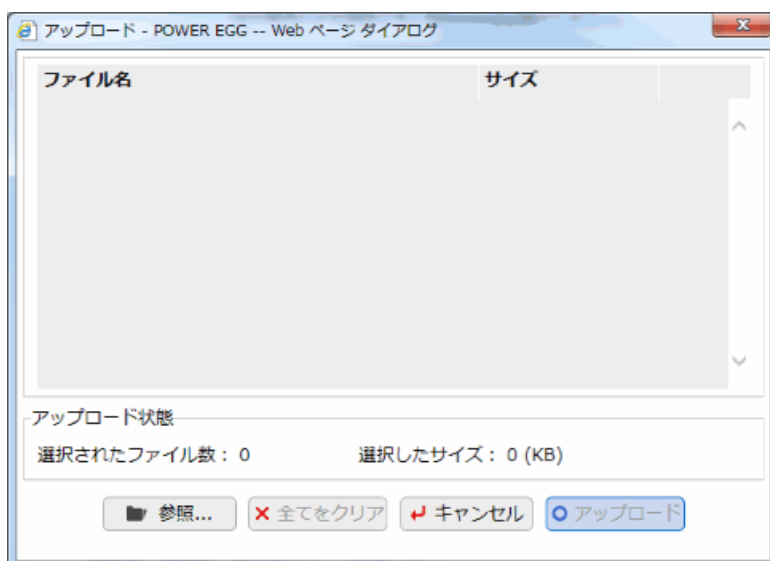 アップロード - POWER EGG -- Web ページ ダイアログ
ファイル名 サイズ
アップロード状態
選択されたファイル数： 0 選択したサイズ： 0 (KB)
参照... 全てをクリア キャンセル アップロード